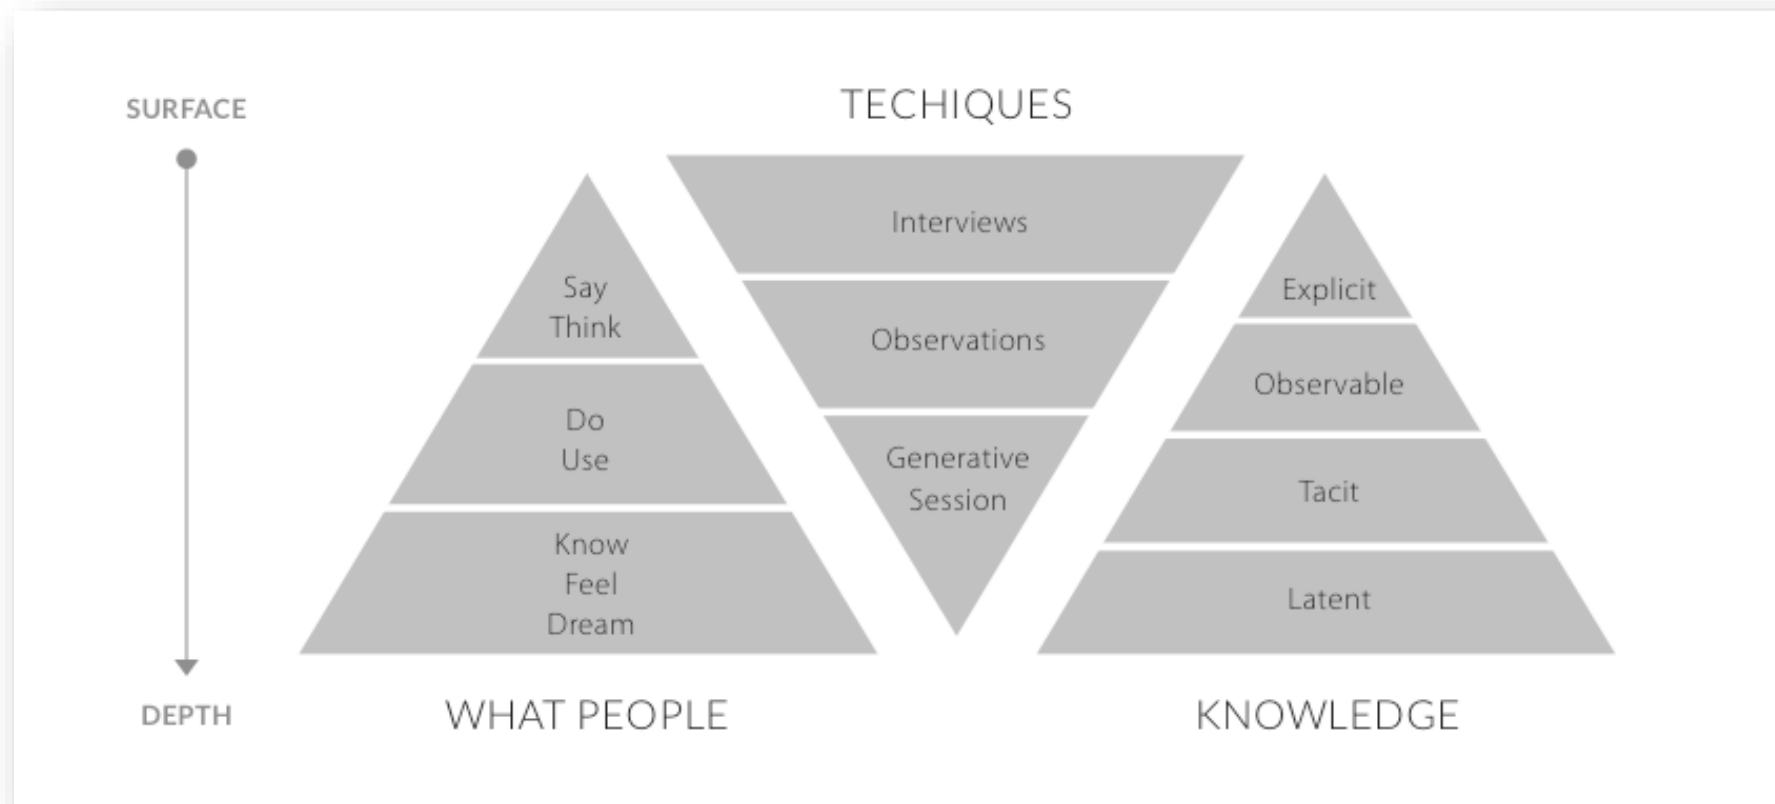 SURFACE
TECHIQUES
Say
Think
Do
Use
Know
Feel
Dream
Interviews
Observations
Generative
Session
Explicit
Observable
Tacit
Latent
DEPTH
WHAT PEOPLE
KNOWLEDGE